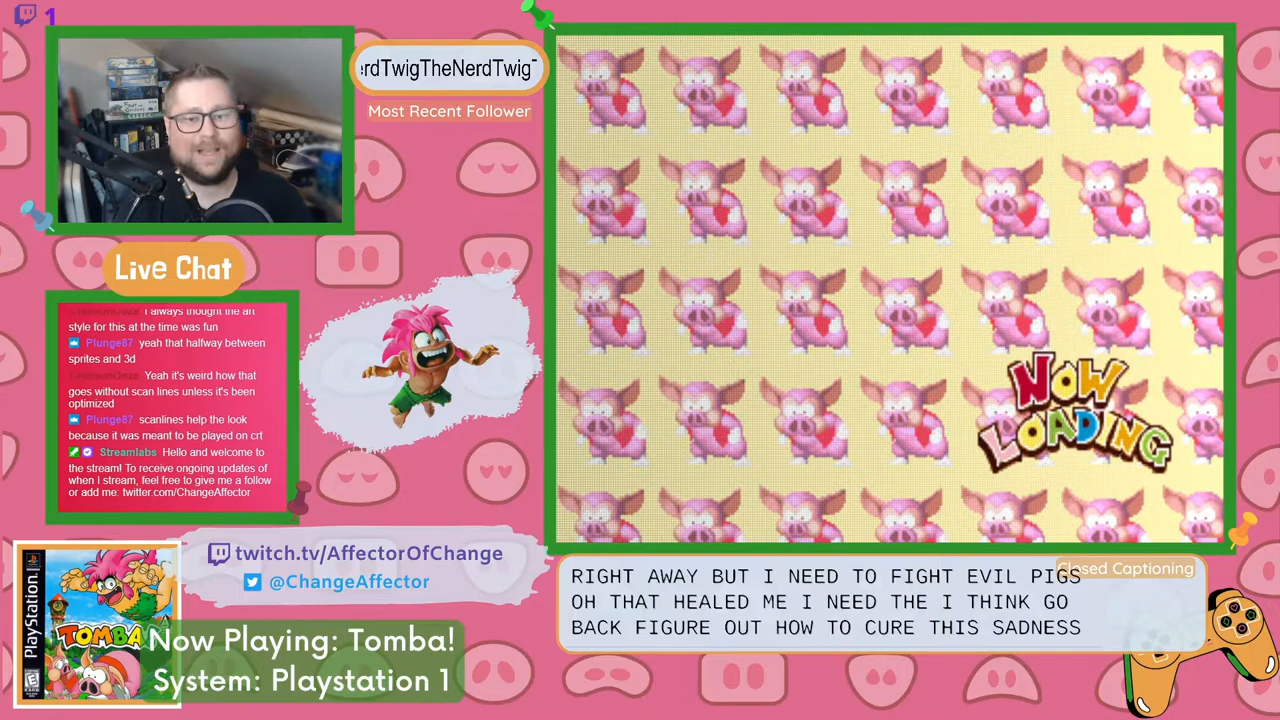 1
rdTwigTheNerdTwig
Most Recent Follower
Live Chat
I always thought the art
style for this at the time was fun
Plunge87 yeah that halfway between
sprites and 3d
Yeah it's weird how that
goes without scan lines unless it's been
optimized
Plunge87 scanlines help the look
because it was meant to be played on crt
Streamlabs Hello and welcome to
the stream! To receive ongoing updates of
when I stream, feel free to give me a follow
or add me: twitter.com/ChangeAffector
twitch.tv/AffectorOfChange
@ChangeAffector
PlayStation
TOMBA
Now Playing: Tomba!
System: Playstation 1
NOW
LOADING
Closed Captioning
RIGHT AWAY BUT I NEED TO FIGHT EVIL PIGS
OH THAT HEALED ME I NEED THE I THINK GO
BACK FIGURE OUT HOW TO CURE THIS SADNESS